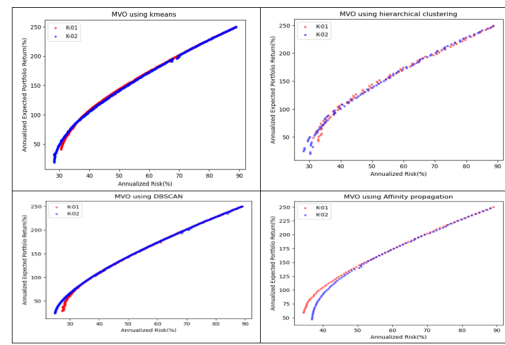 MVO using kmeans
K-01
K-02
Annualized Expected Portfolio Return(%)
250
200
150
100
50
30
40
50
60
70
80
90
Annualized Risk(%)
MVO using hierarchical clustering
K-01
K-02
Annualized Expected Portfolio Return(%)
250
200
150
100
50
30
40
50
60
70
80
90
Annualized Risk(%)
MVO using DBSCAN
K-01
K-02
Annualized Expected Portfolio Return(%)
250
200
150
100
50
30
40
50
60
70
80
90
Annualized Risk(%)
MVO using Affinity propagation
K-01
K-02
Annualized Expected Portfolio Return(%)
250
225
200
175
150
125
100
75
50
40
50
60
70
80
90
Annualized Risk(%)